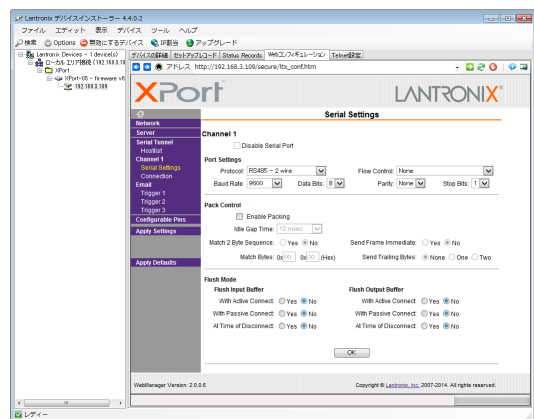 Lantronix デバイスインストーラー 4.4.0.2
ファイル エディット 表示 デバイス ツール ヘルプ
検索 Options 無効にするデバイス IP割当 アップグレード
Lantronix Devices - 1 device(s)
ローカル エリア接続 (192.168.3.18
XPort
XPort-05 - firmware v6
192.168.3.109
デバイスの詳細 セットアップレコード Status Records Webコンフィギュレーション Telnet設定
アドレス http://192.168.3.109/secure/ltx_conf.htm
XPort
LANTRONIX
Network
Server
Serial Tunnel
Hostlist
Channel 1
Serial Settings
Connection
Email
Trigger 1
Trigger 2
Trigger 3
Configurable Pins
Apply Settings
Apply Defaults
Serial Settings
Channel 1
Disable Serial Port
Port Settings
Protocol: RS485 - 2 wire Flow Control: None
Baud Rate: 9600 Data Bits: 8 Parity: None Stop Bits: 1
Pack Control
Enable Packing
Idle Gap Time: 12 msec
Match 2 Byte Sequence: Yes No Send Frame Immediate: Yes No
Match Bytes: 0x00 0x00 (Hex) Send Trailing Bytes: None One Two
Flush Mode
Flush Input Buffer Flush Output Buffer
With Active Connect: Yes No With Active Connect: Yes No
With Passive Connect: Yes No With Passive Connect: Yes No
At Time of Disconnect: Yes No At Time of Disconnect: Yes No
OK
WebManager Version: 2.0.0.6 Copyright © Lantronix, Inc. 2007-2014. All rights reserved.
レディー